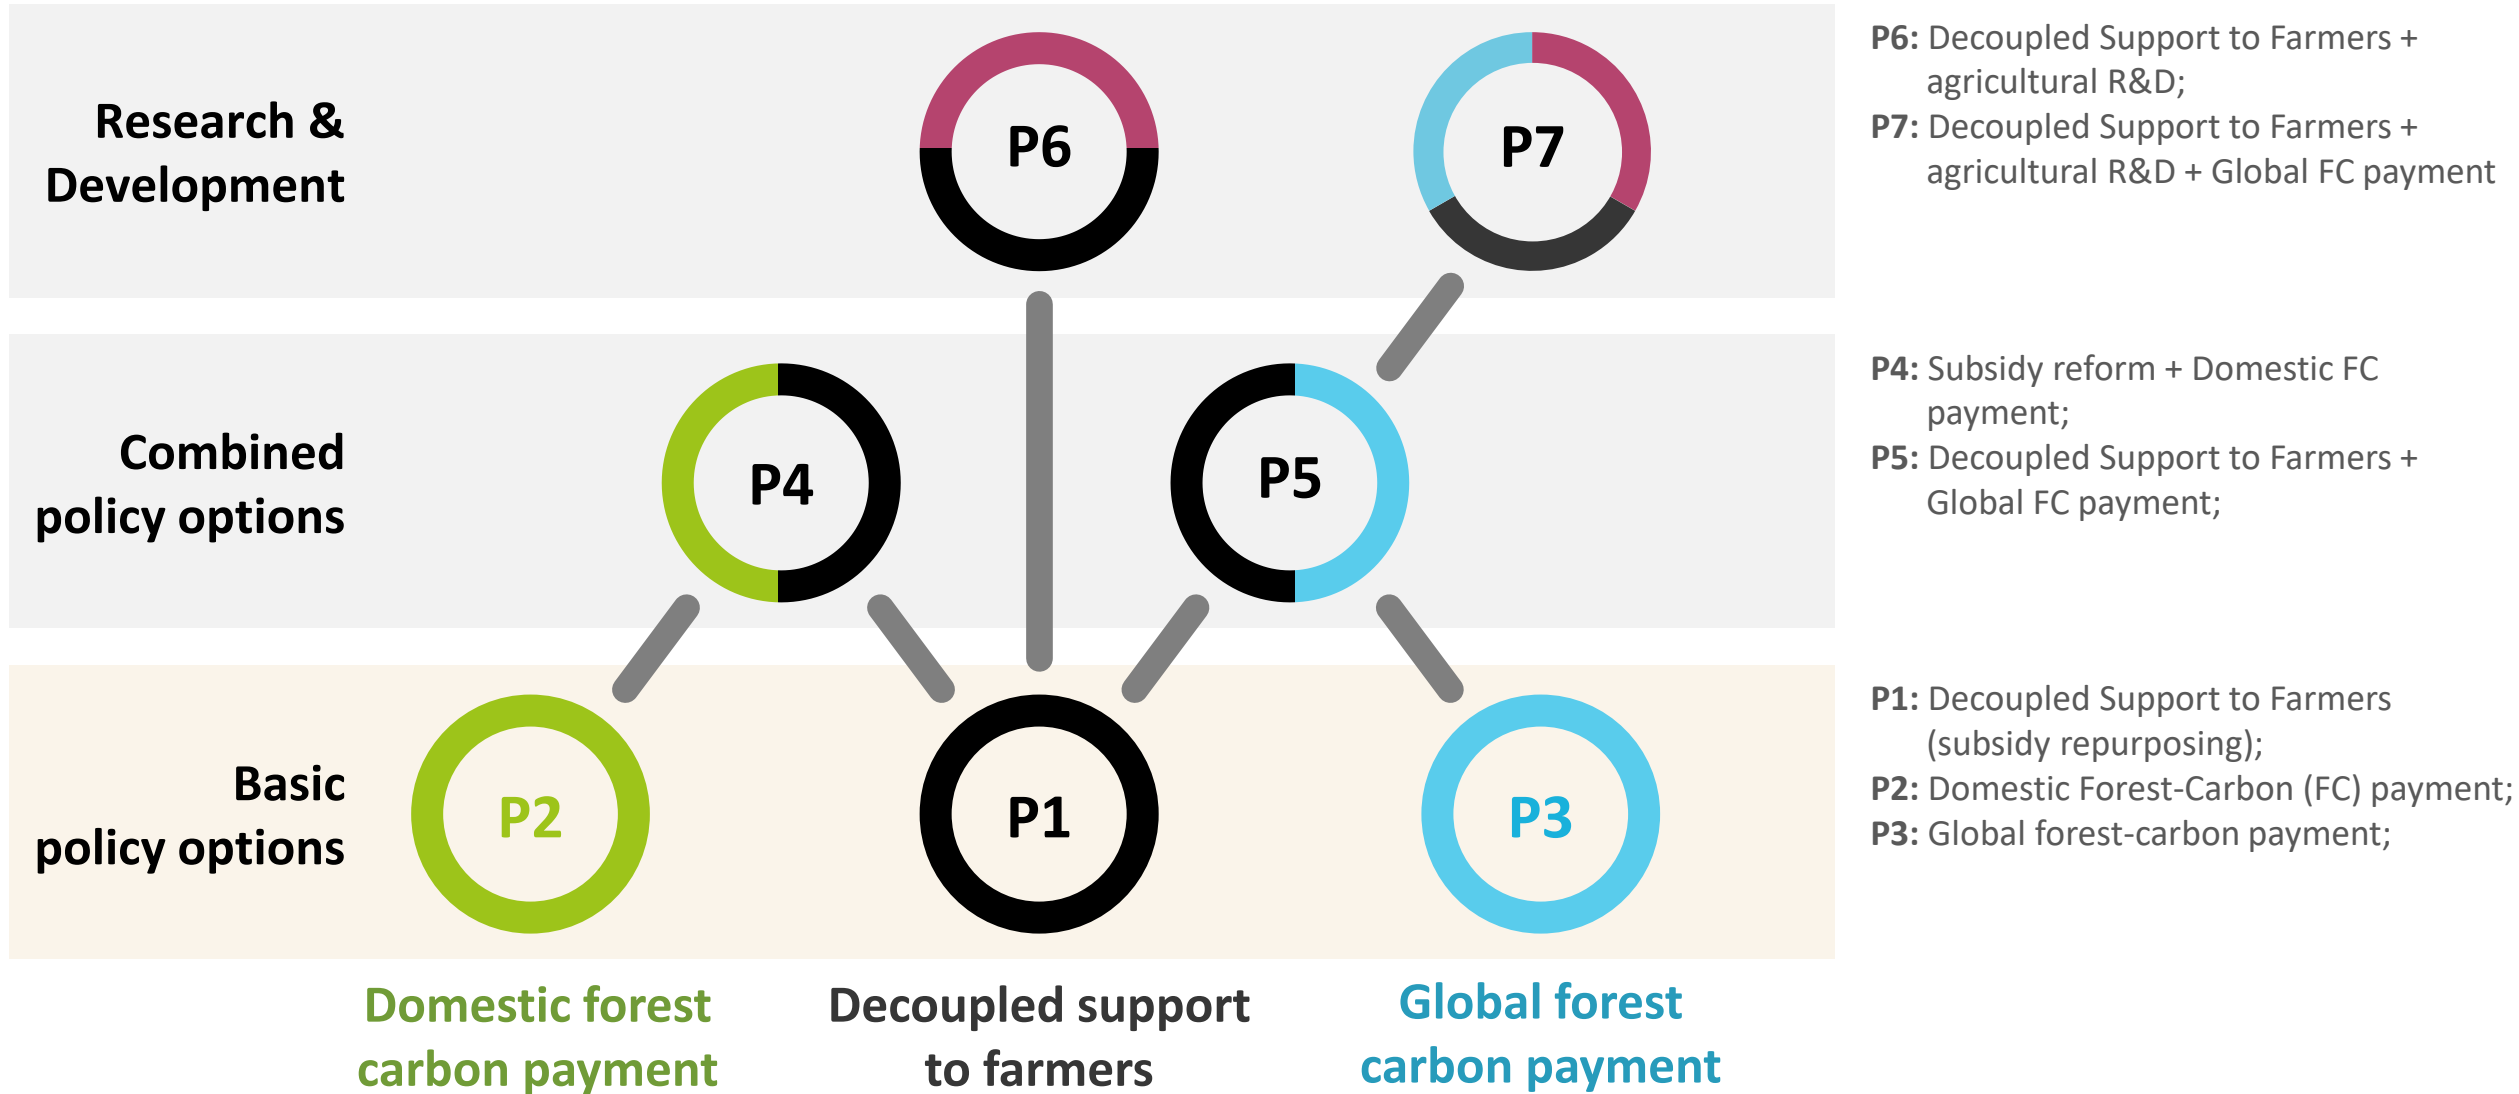 Research &
Development
P6
P7
P6: Decoupled Support to Farmers +
agricultural R&D;
P7: Decoupled Support to Farmers +
agricultural R&D + Global FC payment
Combined
policy options
P4
P5
P4: Subsidy reform + Domestic FC
payment;
P5: Decoupled Support to Farmers +
Global FC payment;
Basic
policy options
P2
P1
P3
P1: Decoupled Support to Farmers
(subsidy repurposing);
P2: Domestic Forest-Carbon (FC) payment;
P3: Global forest-carbon payment;
Domestic forest
carbon payment
Decoupled support
to farmers
Global forest
carbon payment